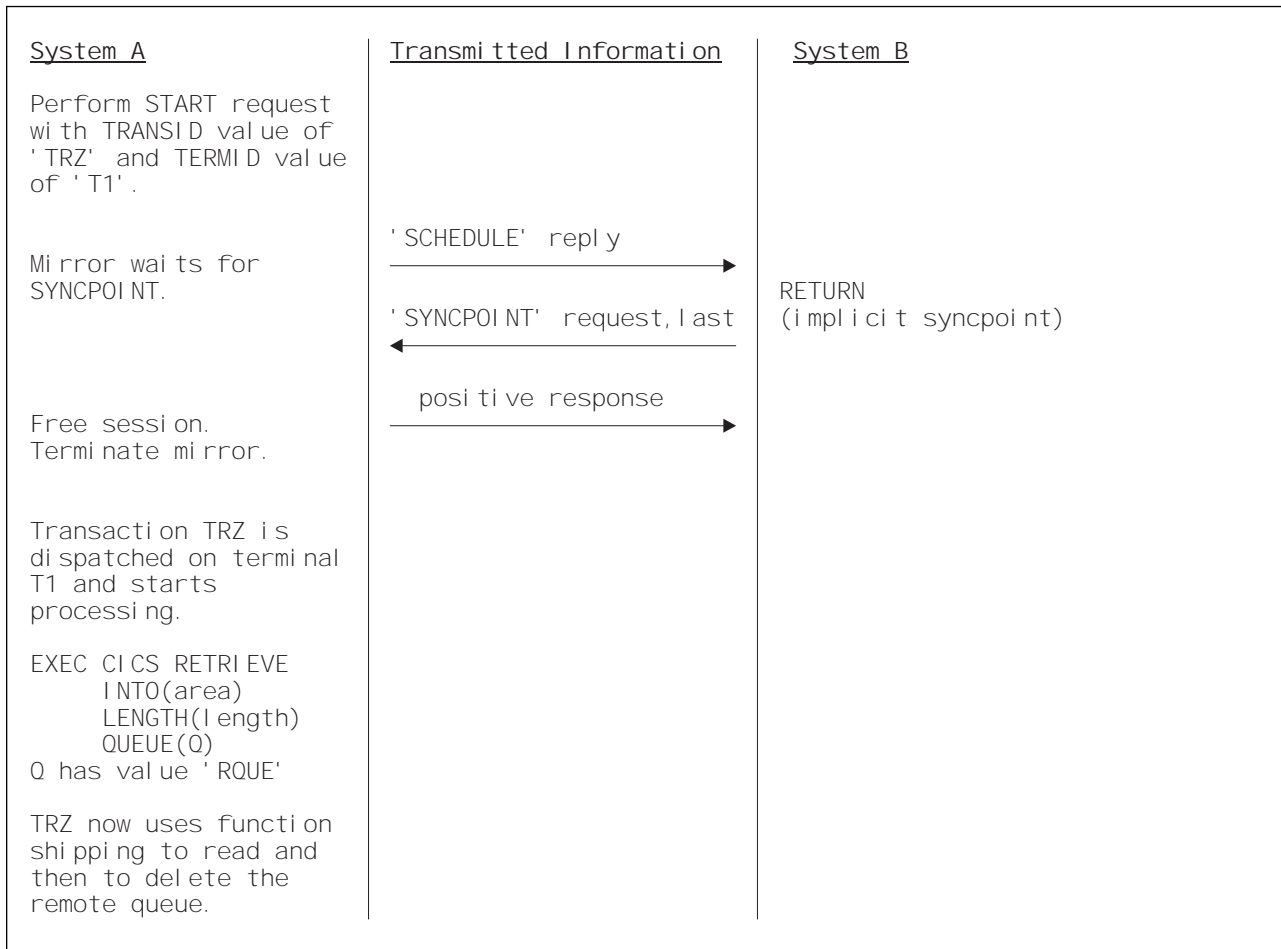 System A
Transmitted Information
System B
Perform START request
with TRANSID value of
'TRZ' and TERMID value
of 'T1'.
'SCHEDULE' reply
Mirror waits for
SYNCPOINT.
RETURN
'SYNCPOINT' request,last
(implicit syncpoint)
positive response
Free session.
Terminate mirror.
Transaction TRZ is
dispatched on terminal
T1 and starts
processing.
EXEC CICS RETRIEVE
INTO(area)
LENGTH(length)
QUEUE(Q)
Q has value 'RQUE'
TRZ now uses function
shipping to read and
then to delete the
remote queue.